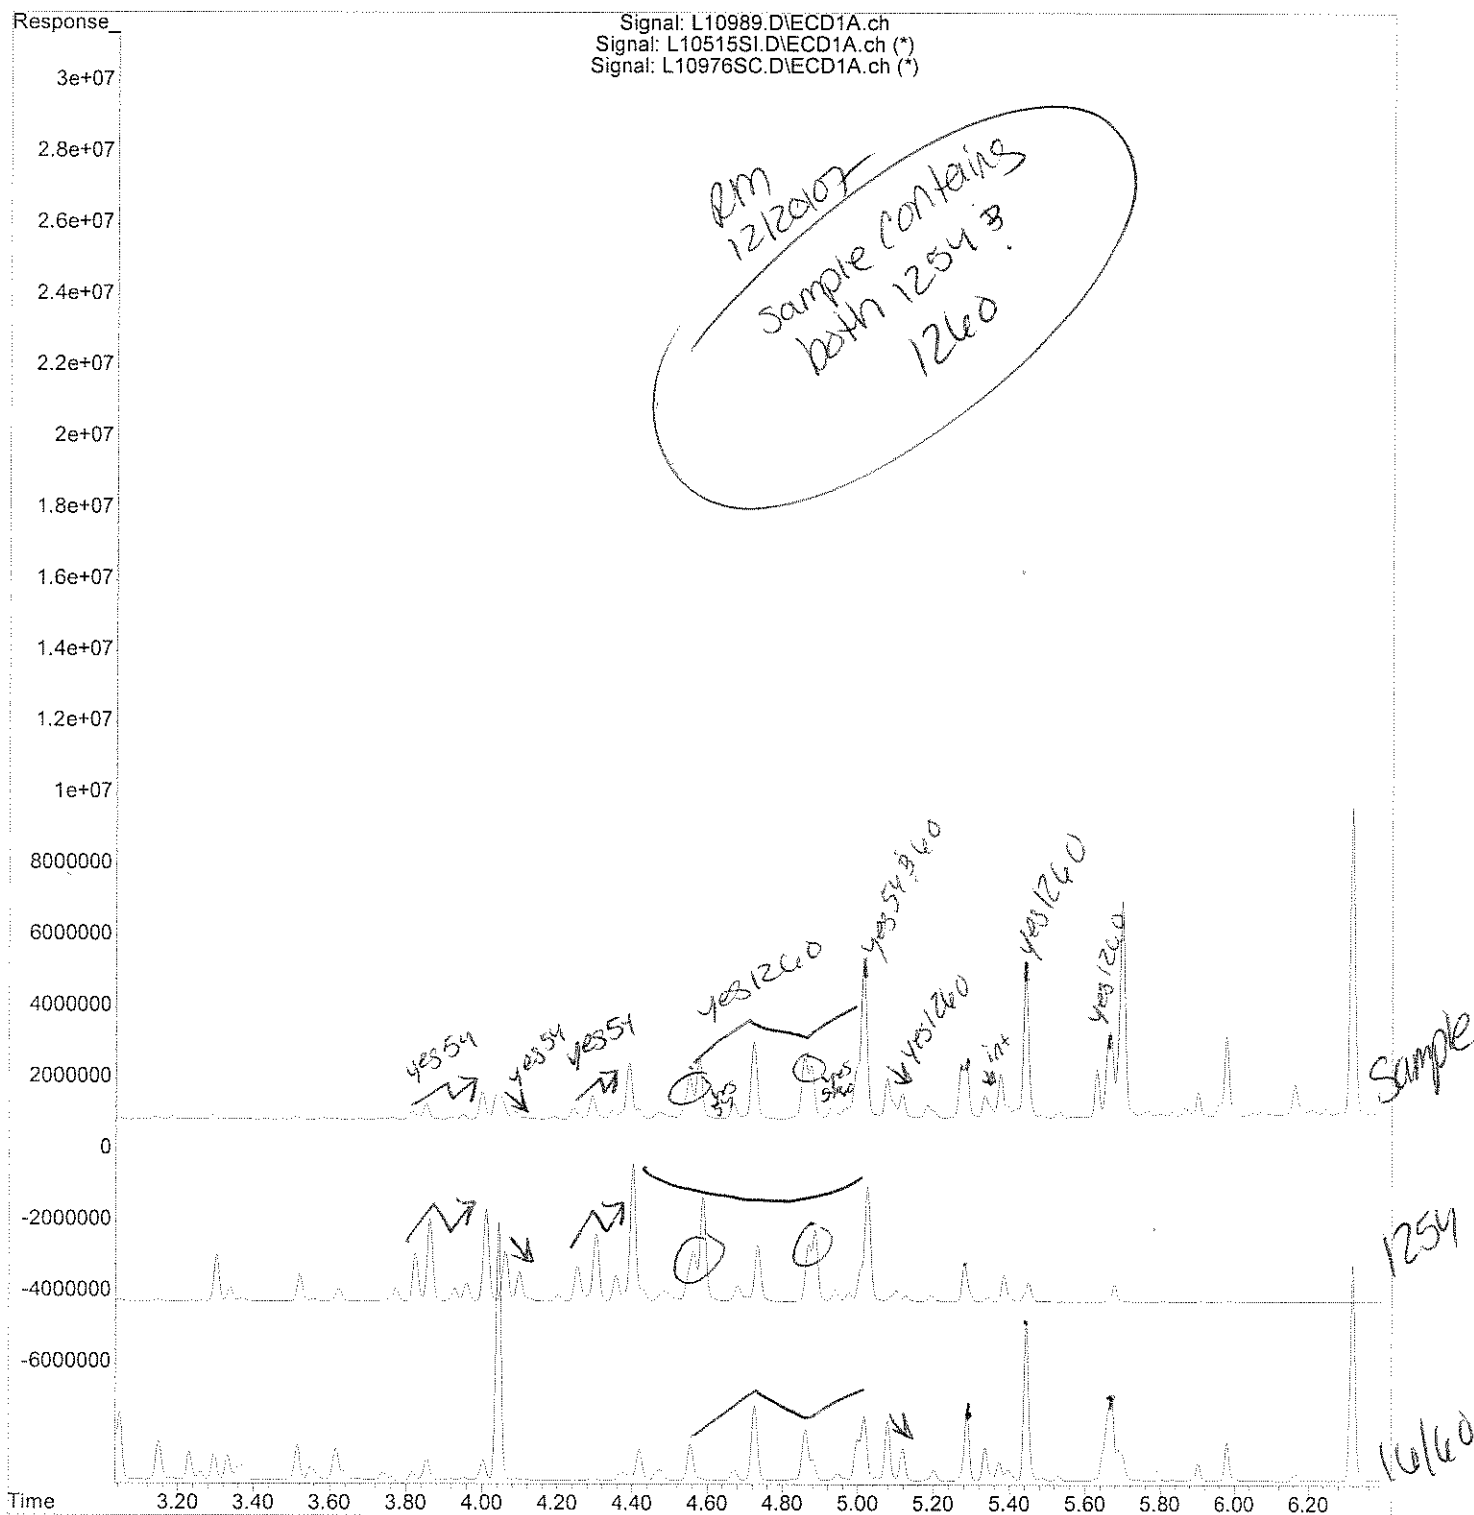 Response_
Signal: L10989.D\ECD1A.ch
Signal: L10515SI.D\ECD1A.ch (*)
Signal: L10976SC.D\ECD1A.ch (*)
3e+07
2.8e+07
2.6e+07
2.4e+07
2.2e+07
2e+07
1.8e+07
1.6e+07
1.4e+07
1.2e+07
1e+07
8000000
6000000
4000000
2000000
0
-2000000
-4000000
-6000000
RM
12/20/07
Sample contains
both 1254 &
1260
yes 54
yes 54
yes 54
yes 1260
yes 54 & 60
yes 1260
int
yes 1260
yes 1260
yes
54
yes
Sample
1254
16/60
Time
3.20 3.40 3.60 3.80 4.00 4.20 4.40 4.60 4.80 5.00 5.20 5.40 5.60 5.80 6.00 6.20